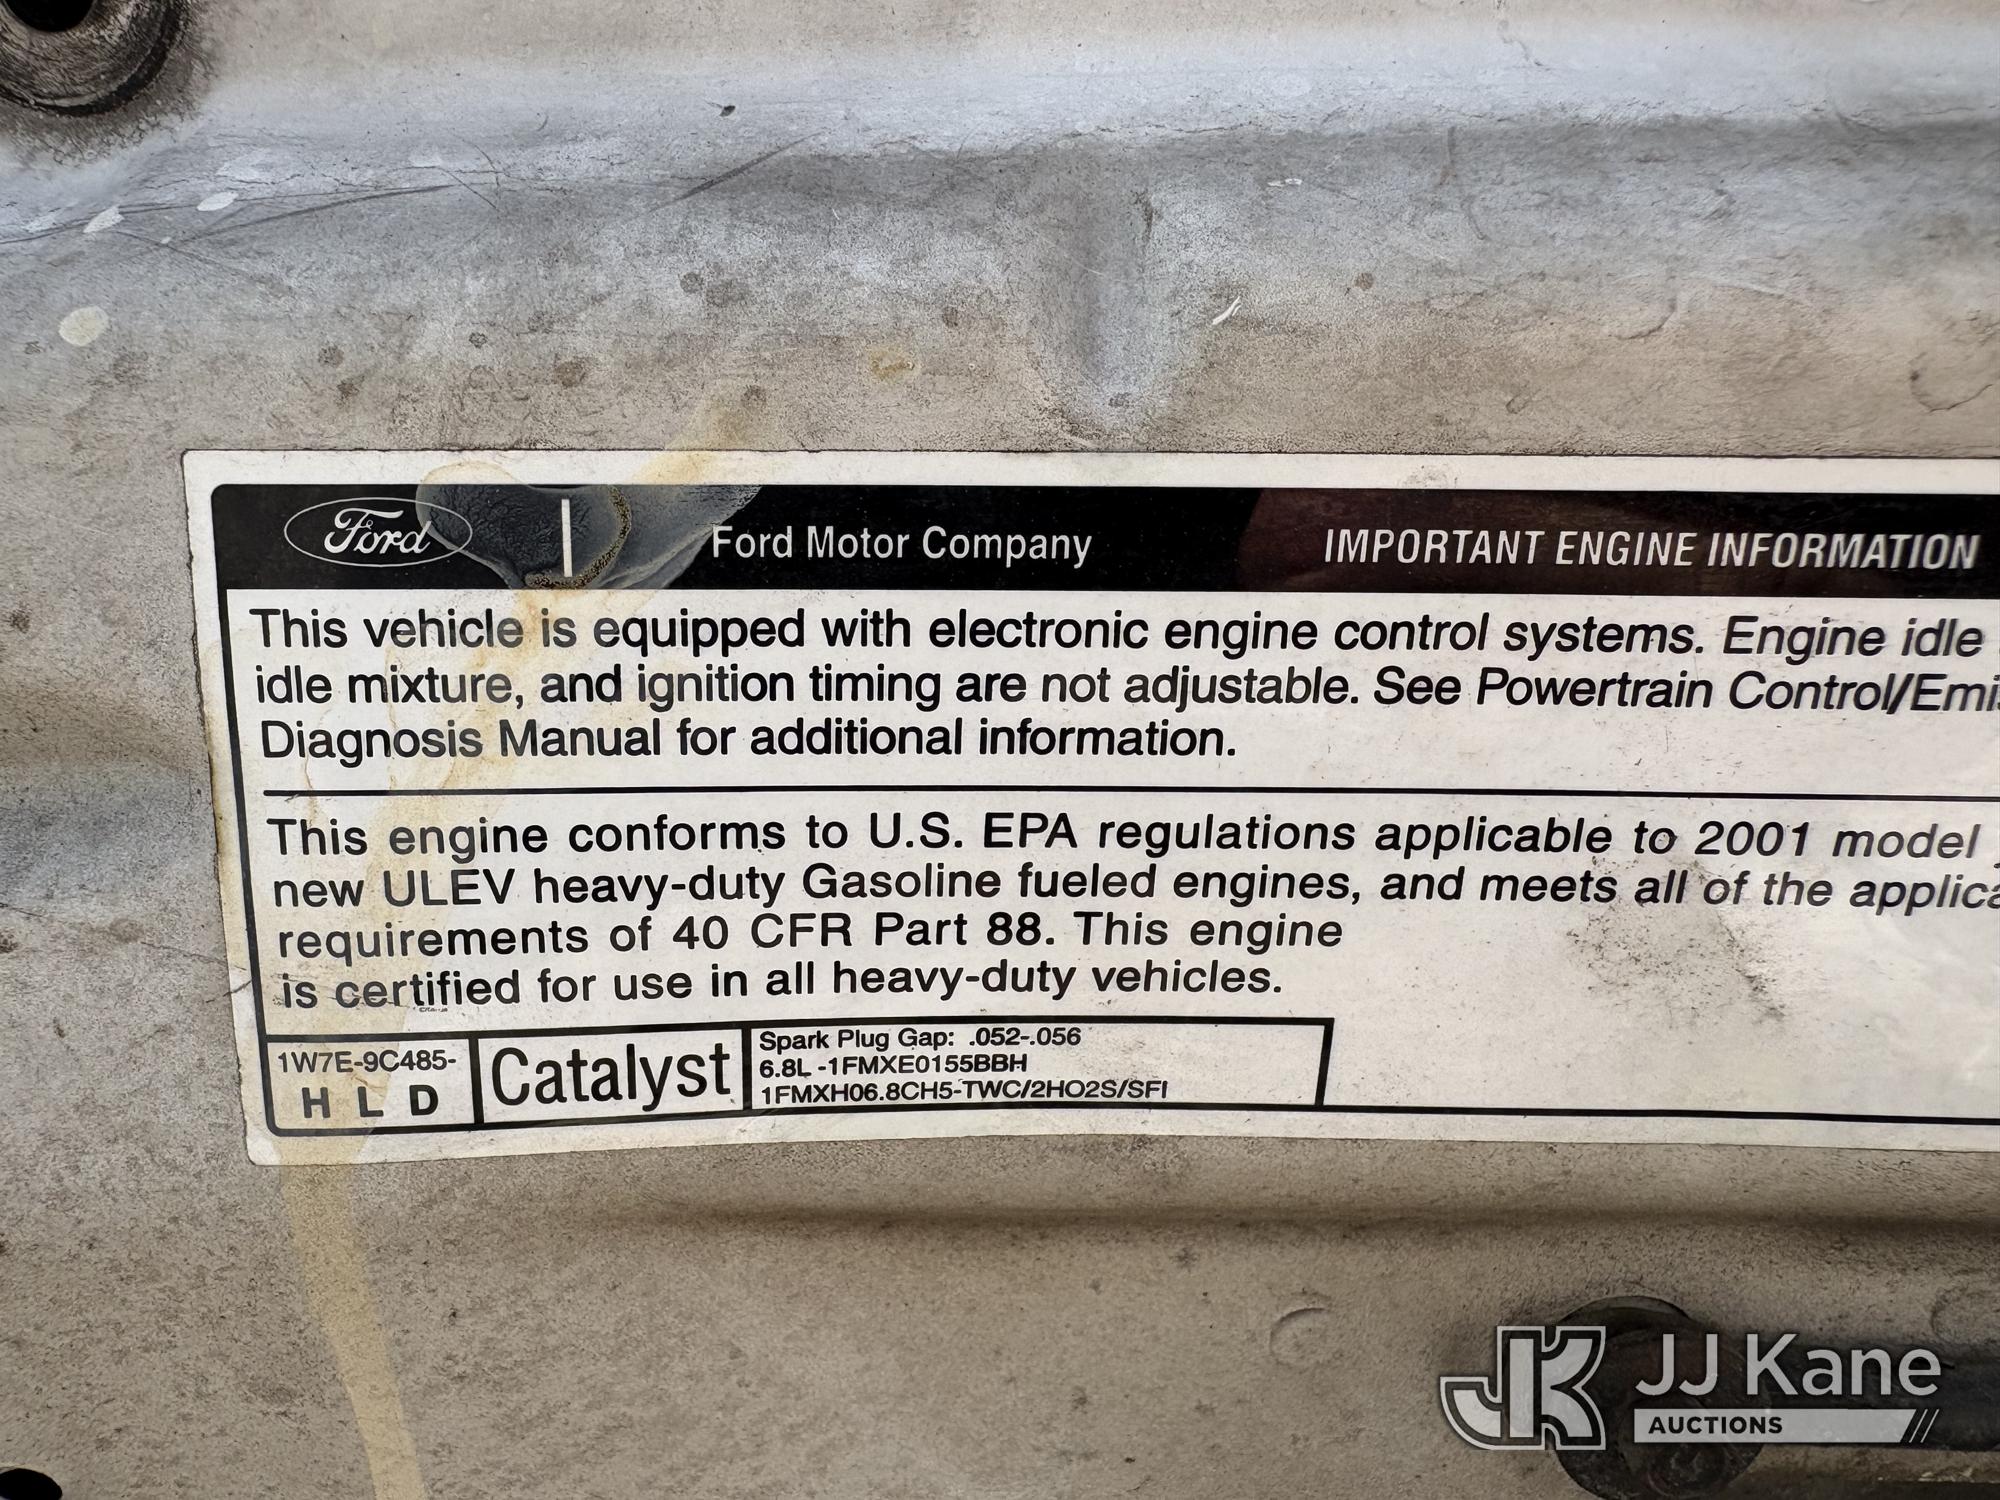 Ford
Ford Motor Company IMPORTANT ENGINE INFORMATION
This vehicle is equipped with electronic engine control systems. Engine idle
idle mixture, and ignition timing are not adjustable. See Powertrain Control/Emis
Diagnosis Manual for additional information.
This engine conforms to U.S. EPA regulations applicable to 2001 model
new ULEV heavy-duty Gasoline fueled engines, and meets all of the applica
requirements of 40 CFR Part 88. This engine
is certified for use in all heavy-duty vehicles.
1W7E-9C485-
H L D
Catalyst
Spark Plug Gap: .052-.056
6.8L -1FMXE0155BBH
1FMXH06.8CH5-TWC/2HO2S/SFI
JK JJ Kane
AUCTIONS